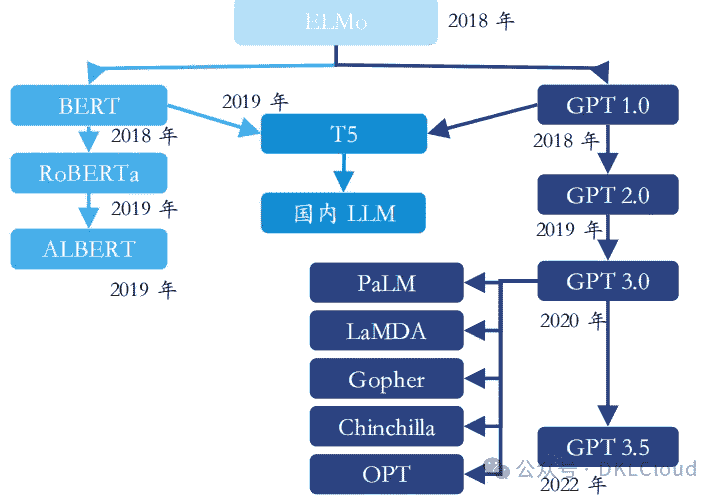 ELMo 2018 年
BERT
2019 年
GPT 1.0
T5
2018 年
2018 年
RoBERTa
国内 LLM
GPT 2.0
2019 年
2019 年
ALBERT
PaLM
GPT 3.0
2019 年
LaMDA
2020 年
Gopher
Chinchilla
GPT 3.5
OPT
公众号 · DKLCloud
2022 年